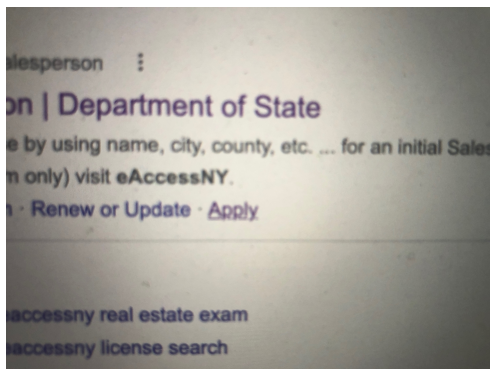 alesperson
on | Department of State
e by using name, city, county, etc. ... for an initial Sales
m only) visit eAccessNY.
n · Renew or Update · Apply
eaccessny real estate exam
eaccessny license search